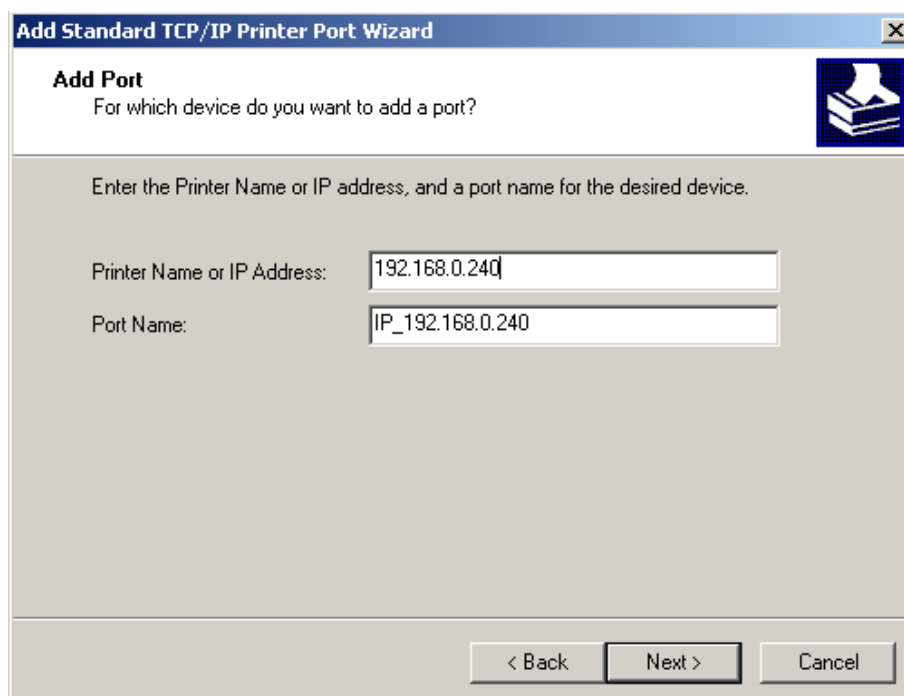 Add Standard TCP/IP Printer Port Wizard
Add Port
For which device do you want to add a port?
Enter the Printer Name or IP address, and a port name for the desired device.
Printer Name or IP Address: 192.168.0.240
Port Name: IP_192.168.0.240
< Back Next > Cancel